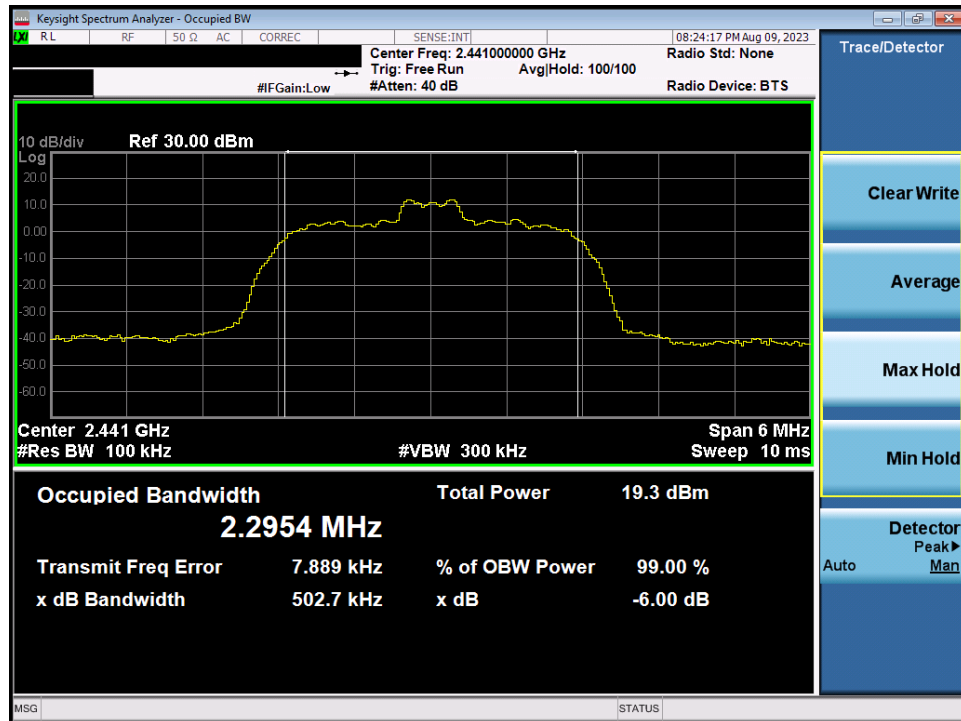 Keysight Spectrum Analyzer - Occupied BW
LXI RL RF 50 Ω AC CORREC SENSE:INT 08:24:17 PM Aug 09, 2023
Center Freq: 2.441000000 GHz Radio Std: None
Trig: Free Run Avg|Hold: 100/100
#IFGain:Low #Atten: 40 dB Radio Device: BTS
10 dB/div Ref 30.00 dBm
Log
20.0
10.0
0.00
-10.0
-20.0
-30.0
-40.0
-50.0
-60.0
Center 2.441 GHz Span 6 MHz
#Res BW 100 kHz #VBW 300 kHz Sweep 10 ms
Occupied Bandwidth Total Power 19.3 dBm
2.2954 MHz
Transmit Freq Error 7.889 kHz % of OBW Power 99.00 %
x dB Bandwidth 502.7 kHz x dB -6.00 dB
MSG STATUS
Trace/Detector
Clear Write
Average
Max Hold
Min Hold
Detector
Peak▶
Auto Man